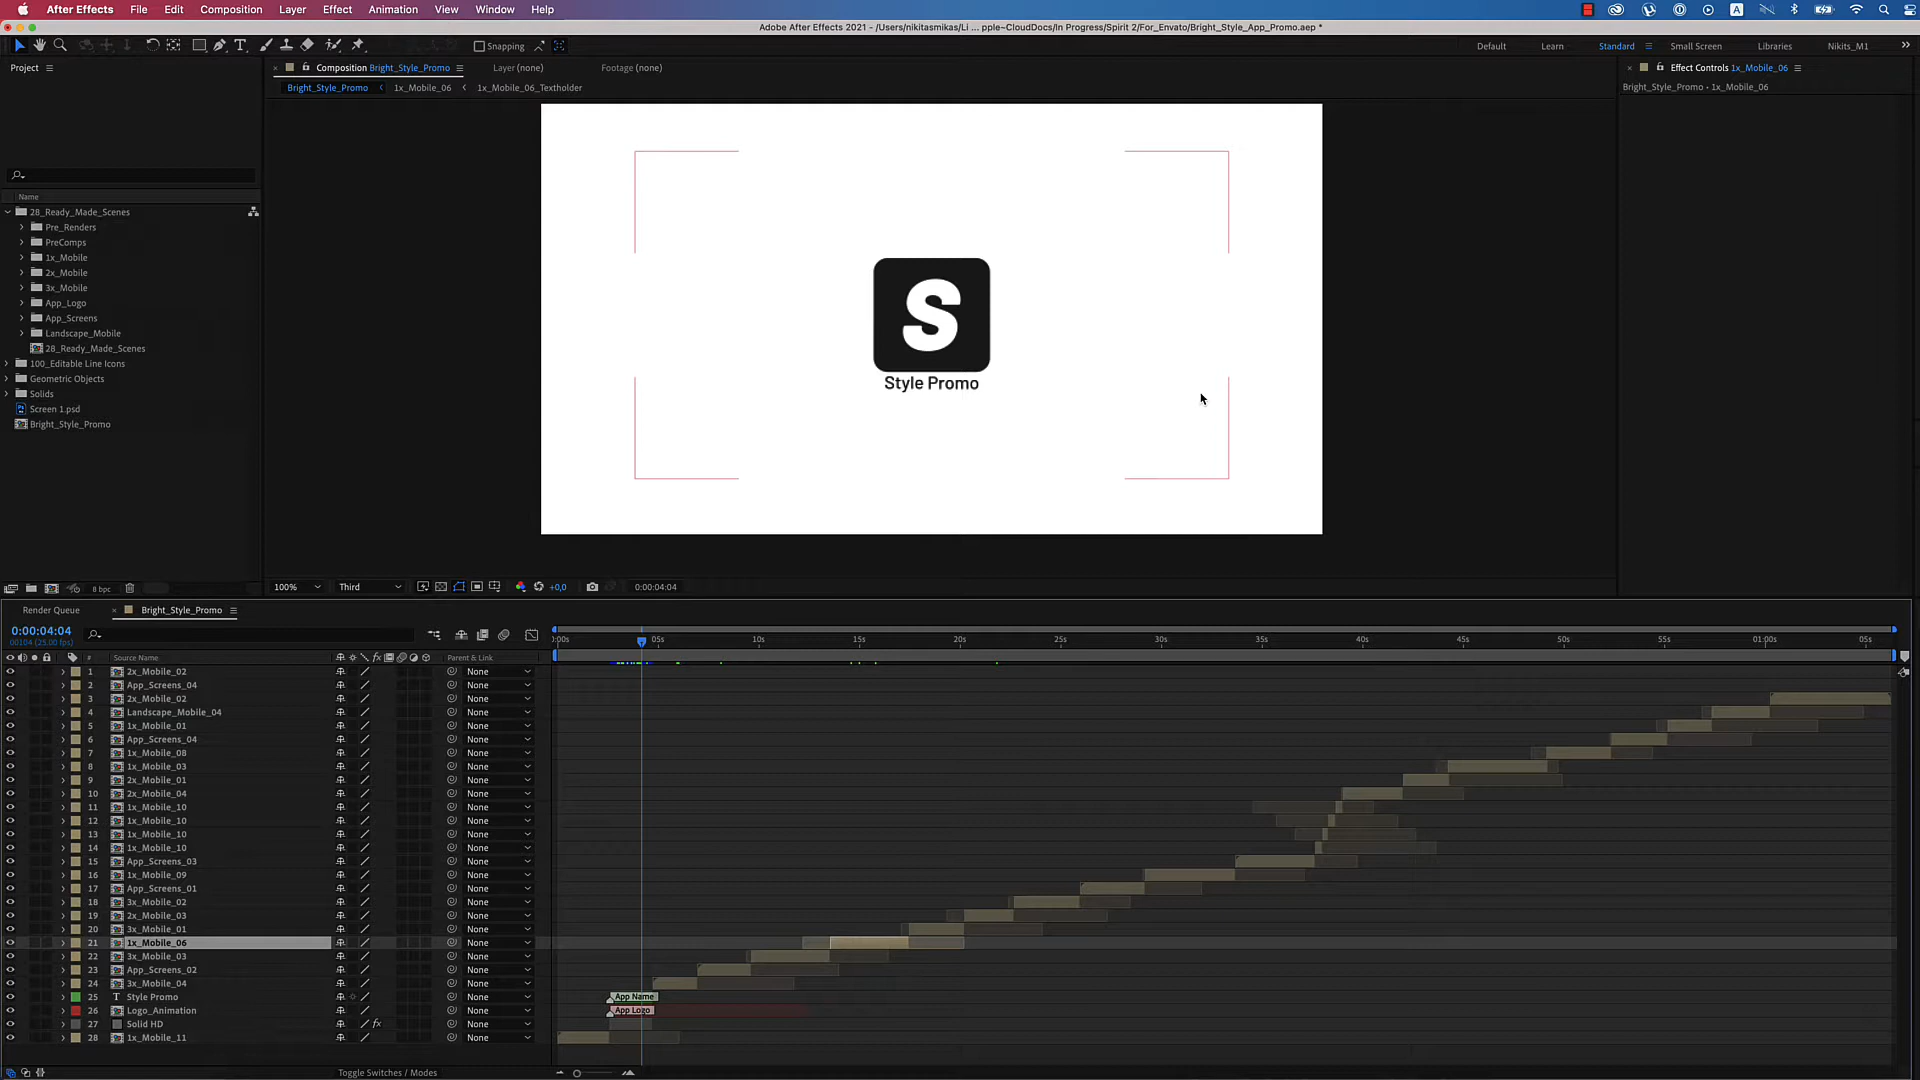 After Effects File Edit Composition Layer Effect Animation View Window Help
Adobe After Effects 2021 - /Users/nikitasmikas/Li ... pple~CloudDocs/In Progress/Spirit 2/For_Envato/Bright_Style_App_Promo.aep *
Snapping Default Learn Standard Small Screen Libraries Nikits_M1
Project Composition Bright_Style_Promo Layer (none) Footage (none) Effect Controls 1x_Mobile_06
Bright_Style_Promo 1x_Mobile_06 1x_Mobile_06_Textholder Bright_Style_Promo • 1x_Mobile_06
Name
28_Ready_Made_Scenes
Pre_Renders
PreComps
1x_Mobile
2x_Mobile
3x_Mobile
App_Logo
App_Screens
Landscape_Mobile
28_Ready_Made_Scenes
100_Editable Line Icons
Geometric Objects
Solids
Screen 1.psd
Bright_Style_Promo
S
Style Promo
8 bpc 100% Third +0,0 0:00:04:04
Render Queue Bright_Style_Promo
0:00:04:04
00104 (25.00 fps)
:00s 05s 10s 15s 20s 25s 30s 35s 40s 45s 50s 55s 01:00s 05s
# Source Name fx Parent & Link
1 2x_Mobile_02 None
2 App_Screens_04 None
3 2x_Mobile_02 None
4 Landscape_Mobile_04 None
5 1x_Mobile_01 None
6 App_Screens_04 None
7 1x_Mobile_08 None
8 1x_Mobile_03 None
9 2x_Mobile_01 None
10 2x_Mobile_04 None
11 1x_Mobile_10 None
12 1x_Mobile_10 None
13 1x_Mobile_10 None
14 1x_Mobile_10 None
15 App_Screens_03 None
16 1x_Mobile_09 None
17 App_Screens_01 None
18 3x_Mobile_02 None
19 2x_Mobile_03 None
20 3x_Mobile_01 None
21 1x_Mobile_06 None
22 3x_Mobile_03 None
23 App_Screens_02 None
24 3x_Mobile_04 None
25 T Style Promo None App Name
26 Logo_Animation None App Logo
27 Solid HD fx None
28 1x_Mobile_11 None
Toggle Switches / Modes